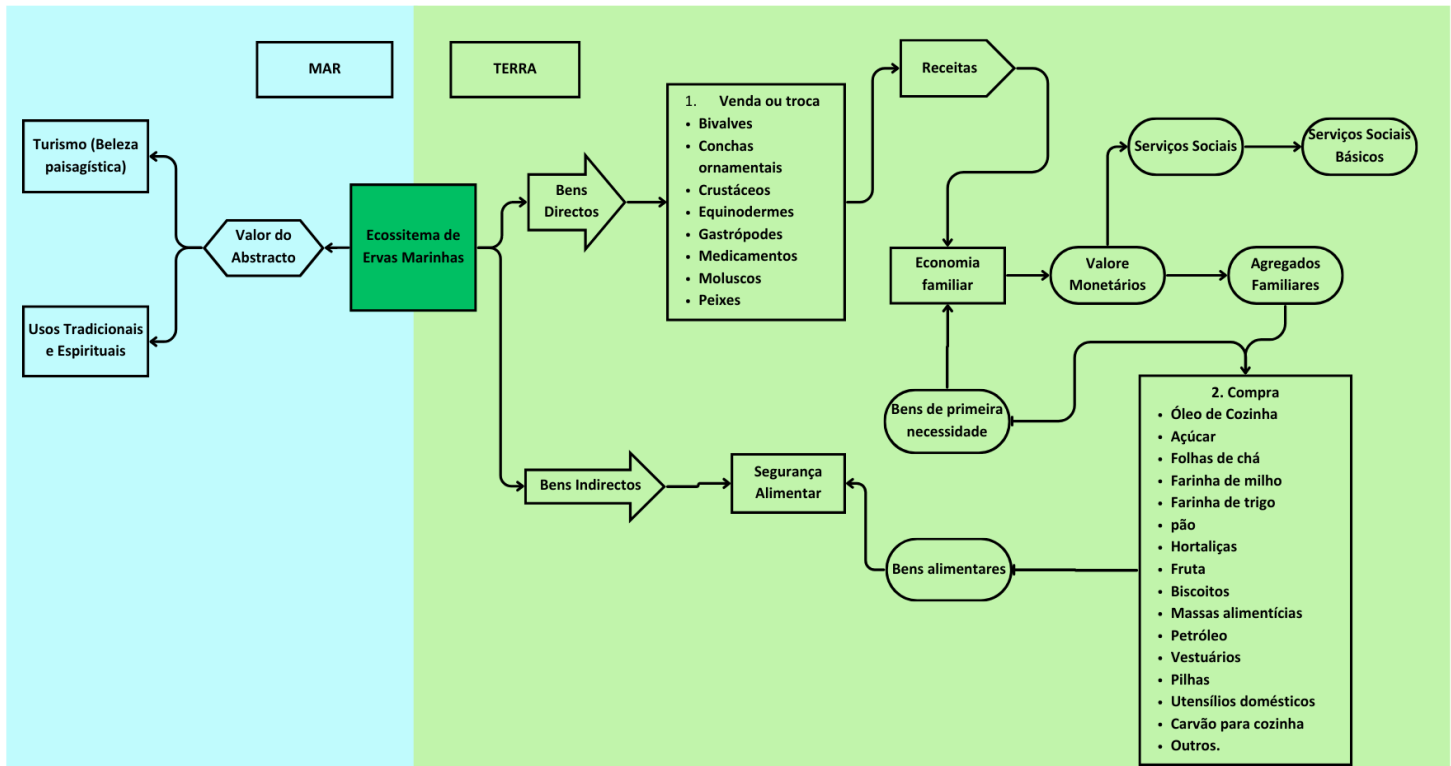 MAR
TERRA
Turismo (Beleza
paisagística)
Usos Tradicionais
e Espirituais
Valor do
Abstracto
Ecossitema de
Ervas Marinhas
Bens
Directos
1. Venda ou troca
• Bivalves
• Conchas
ornamentais
• Crustáceos
• Equinodermes
• Gastrópodes
• Medicamentos
• Moluscos
• Peixes
Receitas
Economia
familiar
Valore
Monetários
Serviços Sociais
Serviços Sociais
Básicos
Agregados
Familiares
Bens de primeira
necessidade
Bens Indirectos
Segurança
Alimentar
Bens alimentares
2. Compra
• Óleo de Cozinha
• Açúcar
• Folhas de chá
• Farinha de milho
• Farinha de trigo
• pão
• Hortaliças
• Fruta
• Biscoitos
• Massas alimentícias
• Petróleo
• Vestuários
• Pilhas
• Utensílios domésticos
• Carvão para cozinha
• Outros.